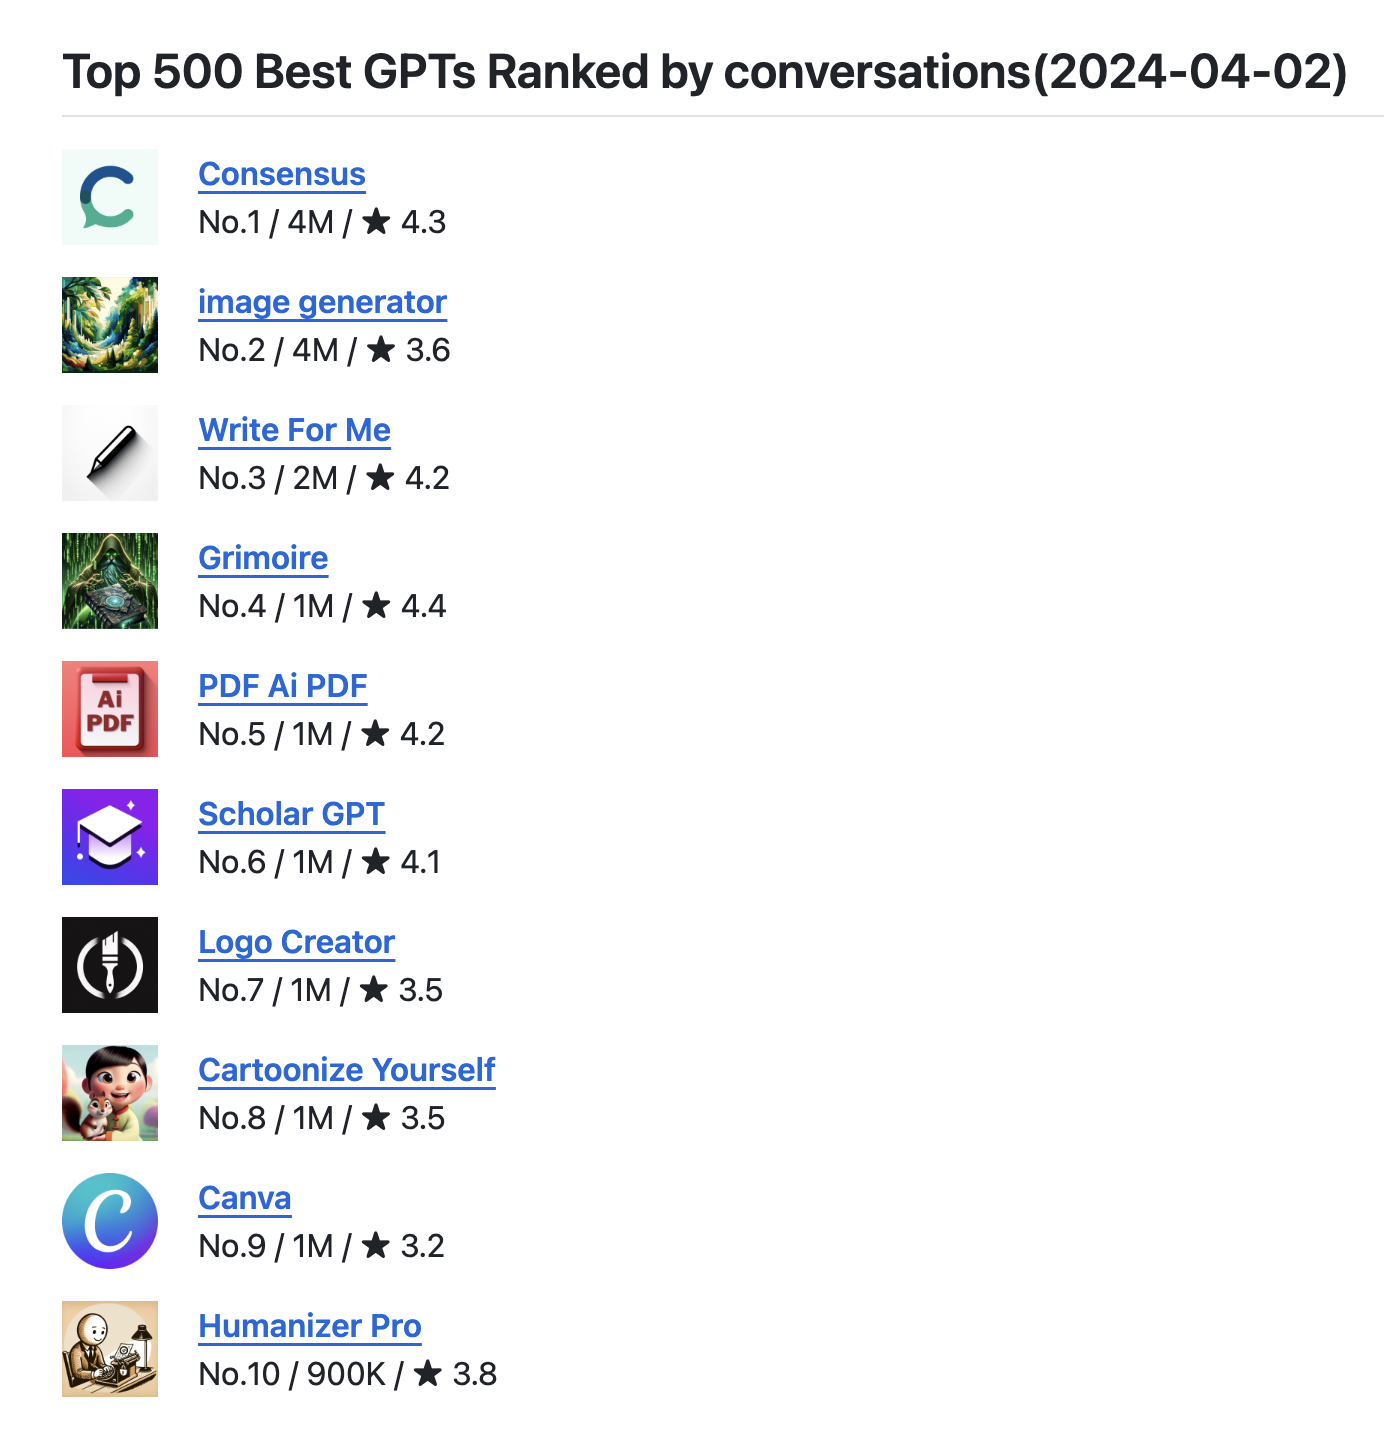 Top 500 Best GPTs Ranked by conversations(2024-04-02)
Consensus
No.1 / 4M / ★ 4.3
image generator
No.2 / 4M / ★ 3.6
Write For Me
No.3 / 2M / ★ 4.2
Grimoire
No.4 / 1M / ★ 4.4
Ai
PDF
PDF Ai PDF
No.5 / 1M / ★ 4.2
Scholar GPT
No.6 / 1M / ★ 4.1
Logo Creator
No.7 / 1M / ★ 3.5
Cartoonize Yourself
No.8 / 1M / ★ 3.5
C
Canva
No.9 / 1M / ★ 3.2
Humanizer Pro
No.10 / 900K / ★ 3.8